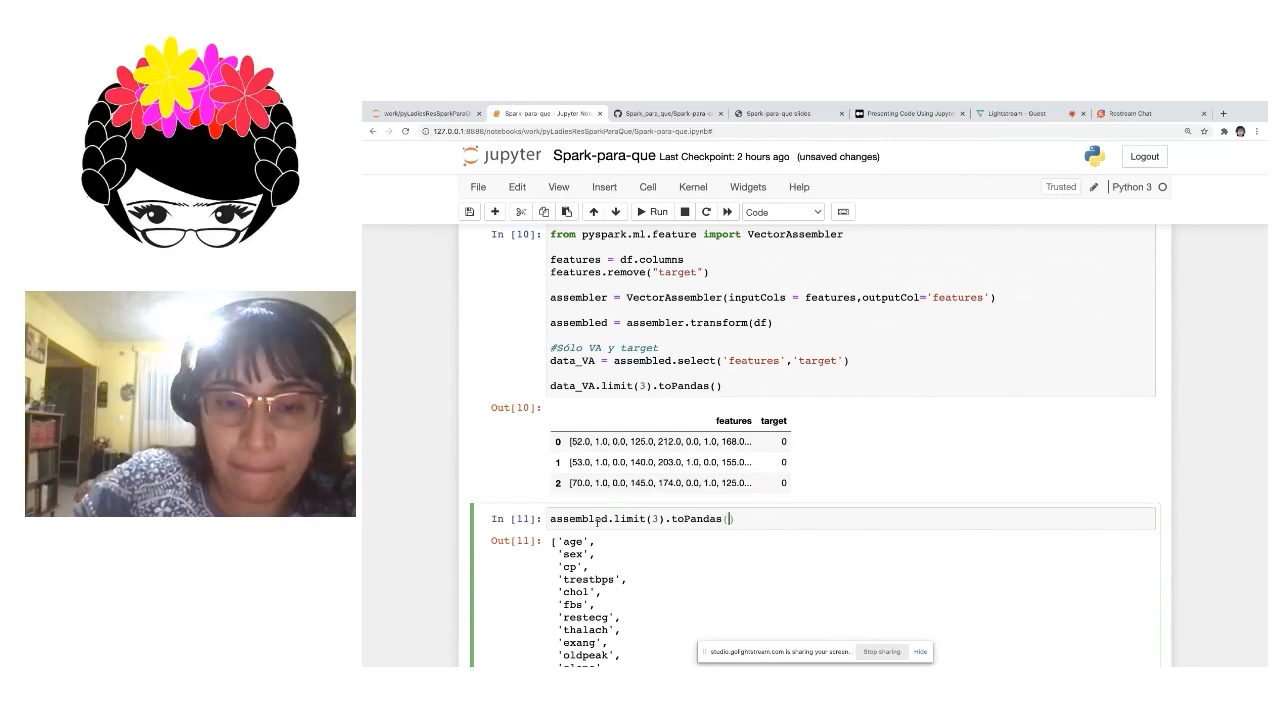 work/pyLadiesResSparkParaQ
Spark-para-que - Jupyter Not
Spark_para_que/Spark-para-q
Spark-para-que slides
Presenting Code Using Jupyte
Lightstream - Guest
Restream Chat
127.0.0.1:8888/notebooks/work/pyLadiesResSparkParaQue/Spark-para-que.ipynb#
jupyter Spark-para-que Last Checkpoint: 2 hours ago (unsaved changes)
Logout
File Edit View Insert Cell Kernel Widgets Help
Trusted
Python 3
Run
Code
In [10]: from pyspark.ml.feature import VectorAssembler
features = df.columns
features.remove("target")
assembler = VectorAssembler(inputCols = features,outputCol='features')
assembled = assembler.transform(df)
#Sólo VA y target
data_VA = assembled.select('features','target')
data_VA.limit(3).toPandas()
Out[10]:
features target
0 [52.0, 1.0, 0.0, 125.0, 212.0, 0.0, 1.0, 168.0... 0
1 [53.0, 1.0, 0.0, 140.0, 203.0, 1.0, 0.0, 155.0... 0
2 [70.0, 1.0, 0.0, 145.0, 174.0, 0.0, 1.0, 125.0... 0
In [11]: assembled.limit(3).toPandas()
Out[11]: ['age',
'sex',
'cp',
'trestbps',
'chol',
'fbs',
'restecg',
'thalach',
'exang',
'oldpeak',
studio.golightstream.com is sharing your screen.
Stop sharing
Hide